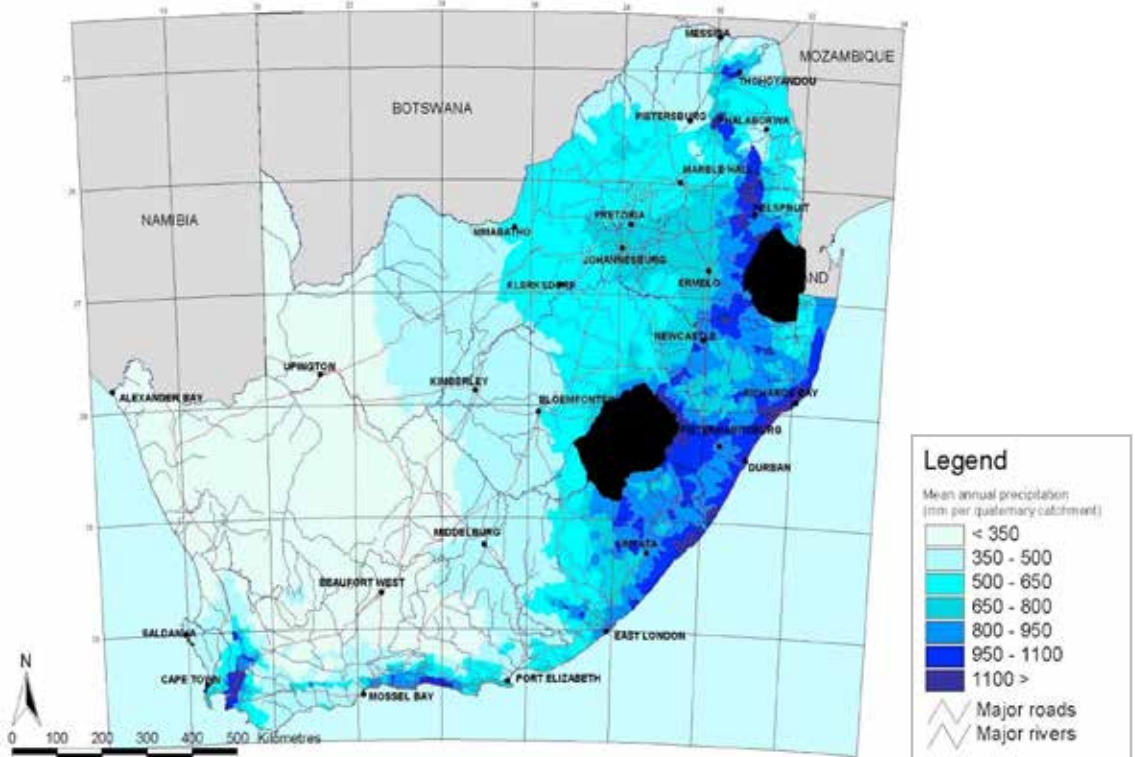 MESSINA
MOZAMBIQUE
THOHOYANDOU
BOTSWANA
PIETERSBURG
PHALABORWA
MARBLE HALL
NAMIBIA
PRETORIA
NELSPRUIT
MMABATHO
JOHANNESBURG
KLERKSDORP
ERMELO
AND
27
NEWCASTLE
UPINGTON
KIMBERLEY
ALEXANDER BAY
BLOEMFONTEIN
RICHARDS BAY
PIETERMARITZBURG
DURBAN
MIDDELBURG
UMTATA
BEAUFORT WEST
SALDANHA
EAST LONDON
CAPE TOWN
PORT ELIZABETH
MOSSEL BAY
N
0 100 200 300 400 500 Kilometres
Legend
Mean annual precipitation
(mm per quaternary catchment)
< 350
350 - 500
500 - 650
650 - 800
800 - 950
950 - 1100
1100 >
Major roads
Major rivers